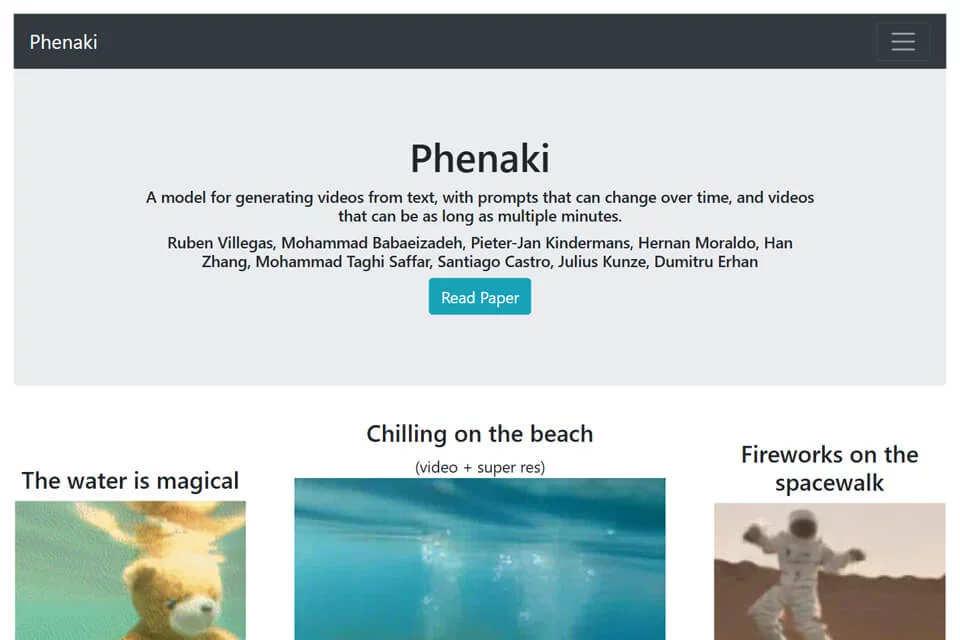 Phenaki
Phenaki
A model for generating videos from text, with prompts that can change over time, and videos
that can be as long as multiple minutes.
Ruben Villegas, Mohammad Babaeizadeh, Pieter-Jan Kindermans, Hernan Moraldo, Han
Zhang, Mohammad Taghi Saffar, Santiago Castro, Julius Kunze, Dumitru Erhan
Read Paper
The water is magical
Chilling on the beach
(video + super res)
Fireworks on the
spacewalk